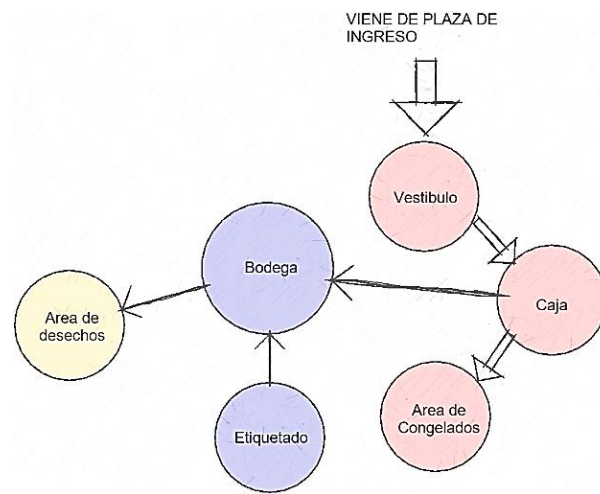 VIENE DE PLAZA DE
INGRESO
Vestibulo
Bodega
Caja
Area de
desechos
Area de
Congelados
Etiquetado